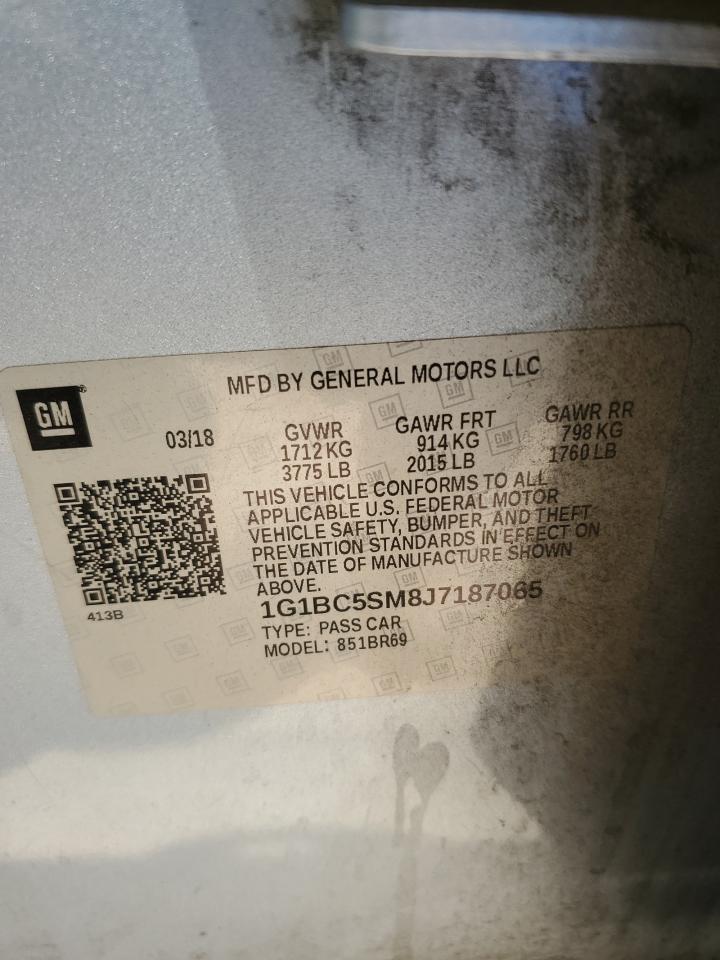 MFD BY GENERAL MOTORS LLC
GM
03/18
GVWR
1712 KG
3775 LB
GAWR FRT
914 KG
2015 LB
GAWR RR
798 KG
1760 LB
THIS VEHICLE CONFORMS TO ALL
APPLICABLE U.S. FEDERAL MOTOR
VEHICLE SAFETY, BUMPER, AND THEFT
PREVENTION STANDARDS IN EFFECT ON
THE DATE OF MANUFACTURE SHOWN
ABOVE.
413B
1G1BC5SM8J7187065
TYPE: PASS CAR
MODEL: 851BR69